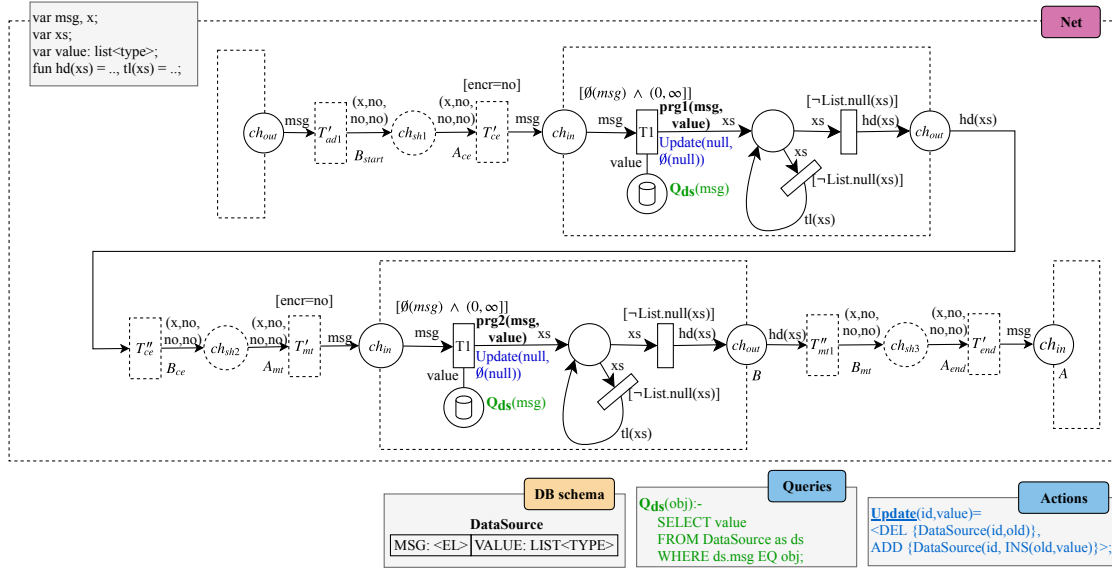 var msg, x;
var xs;
var value: list<type>;
fun hd(xs) = .., tl(xs) = ..;
Net
ch_out
msg
T'_ad1
(x,no,
no,no)
B_start
ch_sh1
(x,no,
no,no)
A_ce
[encr=no]
T'_ce
msg
ch_in
[Ø(msg) ∧ (0,∞]]
msg
T1
prg1(msg,
value)
xs
Update(null,
Ø(null))
value
Q_ds(msg)
xs
[¬List.null(xs)]
hd(xs)
xs
[¬List.null(xs)]
tl(xs)
ch_out
hd(xs)
T''_ce
(x,no,
no,no)
B_ce
ch_sh2
(x,no,
no,no)
A_mt
[encr=no]
T'_mt
msg
ch_in
[Ø(msg) ∧ (0,∞]]
msg
T1
prg2(msg,
value)
xs
Update(null,
Ø(null))
value
Q_ds(msg)
xs
[¬List.null(xs)]
hd(xs)
xs
[¬List.null(xs)]
tl(xs)
ch_out
B
hd(xs)
T''_mt1
(x,no,
no,no)
B_mt
ch_sh3
(x,no,
no,no)
A_end
T'_end
msg
ch_in
A
DB schema
DataSource
MSG: <EL> VALUE: LIST<TYPE>
Queries
Q_ds(obj):-
SELECT value
FROM DataSource as ds
WHERE ds.msg EQ obj;
Actions
Update(id,value)=
<DEL {DataSource(id,old)},
ADD {DataSource(id, INS(old,value)}>;